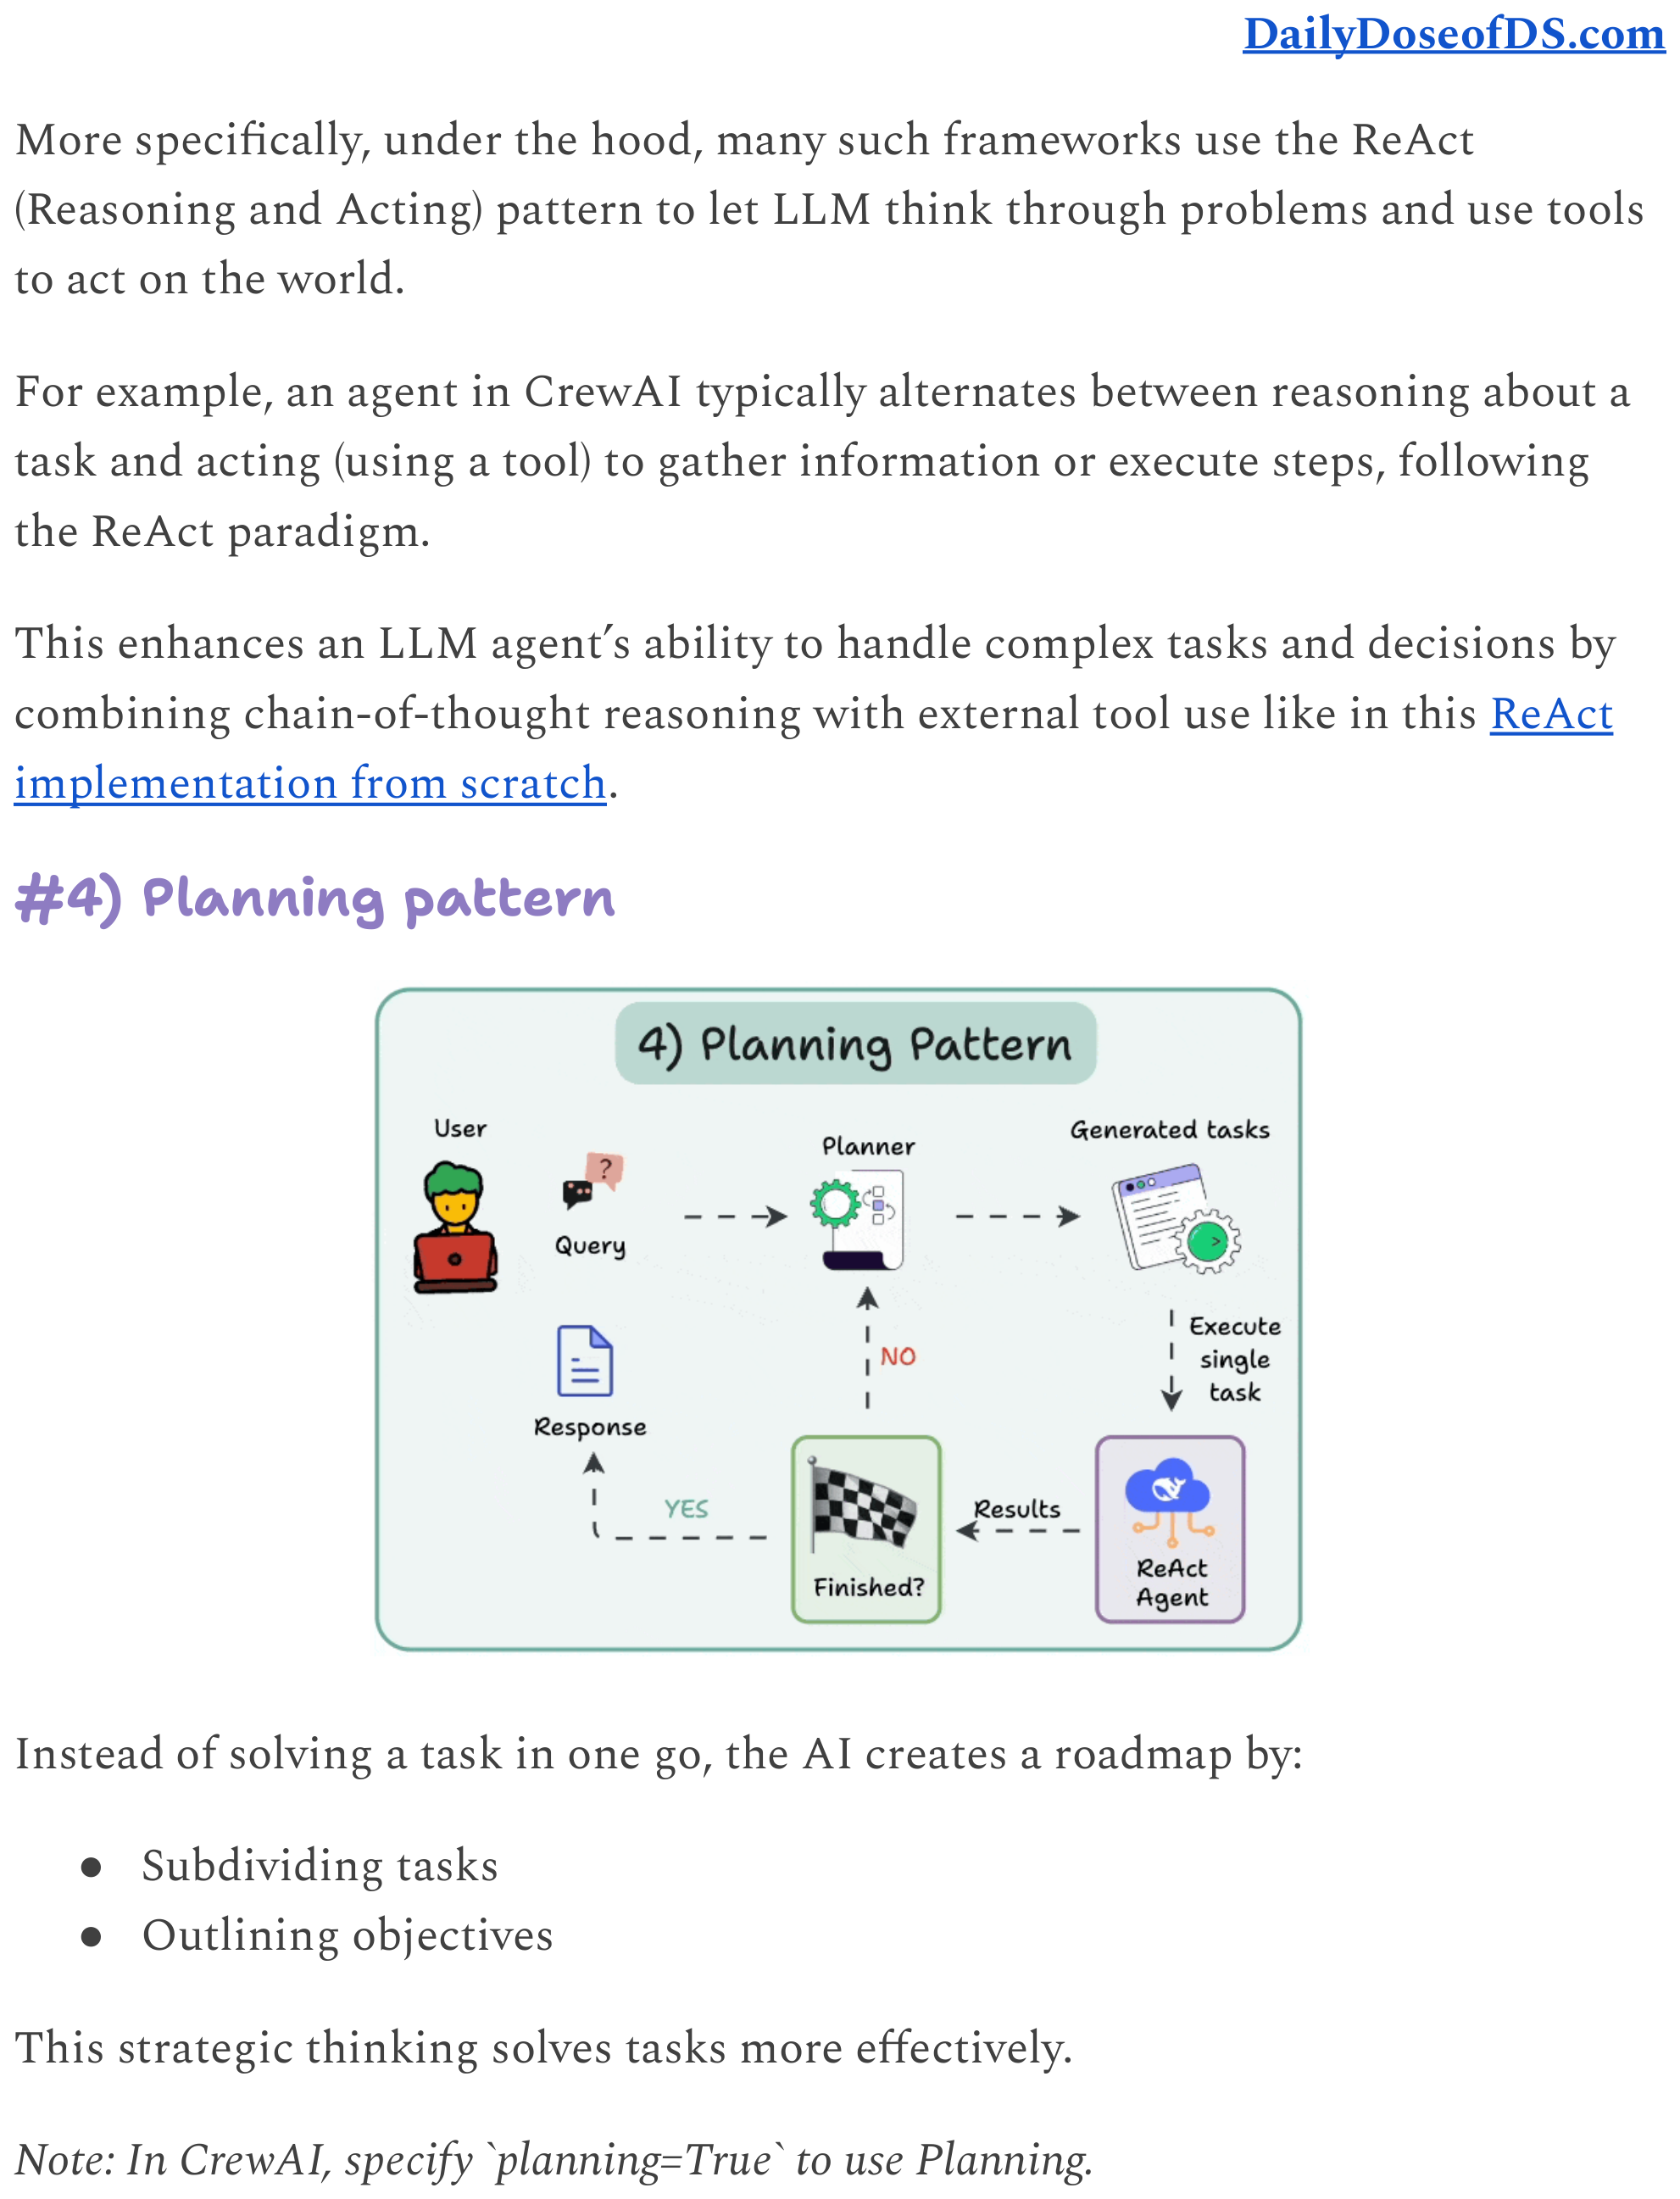 DailyDoseofDS.com
More specifically, under the hood, many such frameworks use the ReAct
(Reasoning and Acting) pattern to let LLM think through problems and use tools
to act on the world.
For example, an agent in CrewAI typically alternates between reasoning about a
task and acting (using a tool) to gather information or execute steps, following
the ReAct paradigm.
This enhances an LLM agent´s ability to handle complex tasks and decisions by
combining chain-of-thought reasoning with external tool use like in this ReAct
implementation from scratch.
#4) Planning pattern
4) Planning Pattern
User
Query
Planner
Generated tasks
Execute
single
task
NO
Response
YES
Finished?
Results
ReAct
Agent
Instead of solving a task in one go, the AI creates a roadmap by:
● Subdividing tasks
● Outlining objectives
This strategic thinking solves tasks more effectively.
Note: In CrewAI, specify `planning=True` to use Planning.